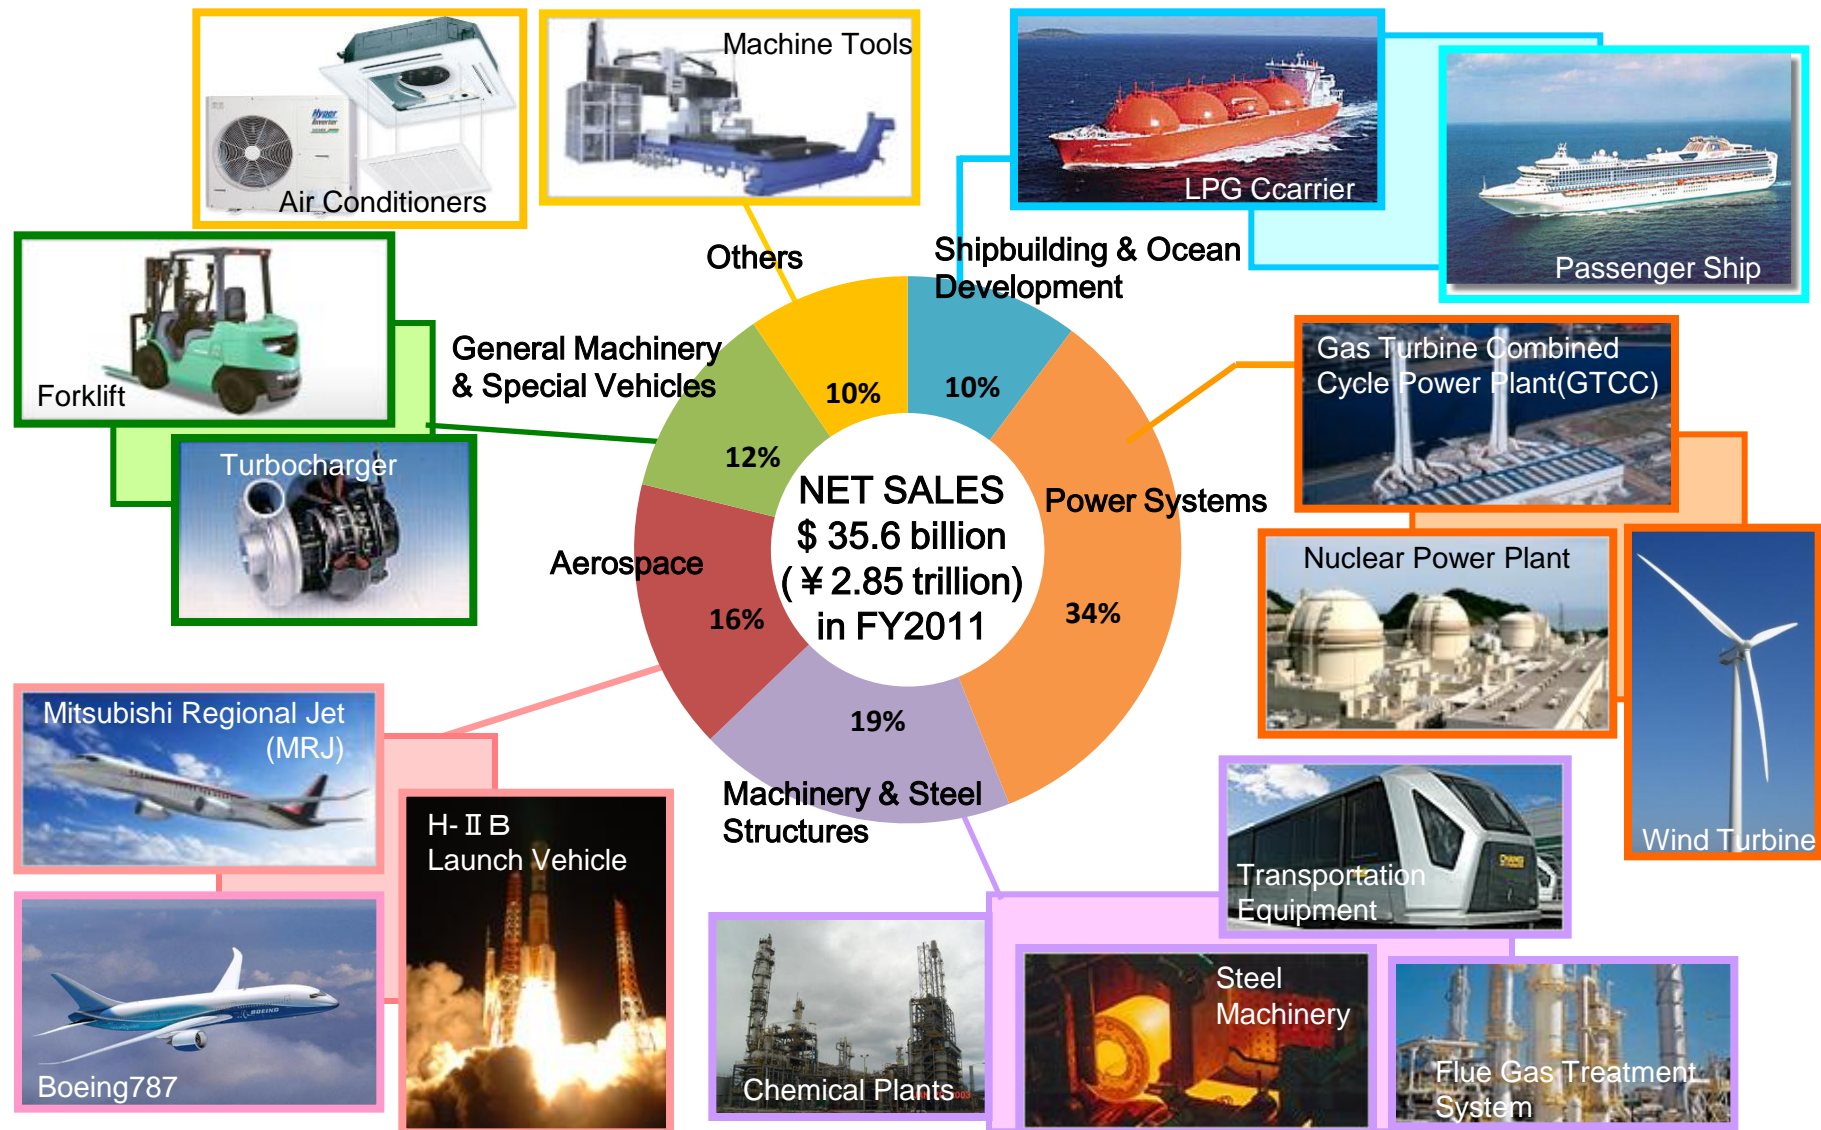 Air Conditioners
Machine Tools
LPG Ccarrier
Passenger Ship
Others
Shipbuilding & Ocean
Development
Forklift
General Machinery
& Special Vehicles
Turbocharger
Gas Turbine Combined
Cycle Power Plant(GTCC)
10%
10%
12%
34%
16%
19%
NET SALES
$ 35.6 billion
(¥2.85 trillion)
in FY2011
Power Systems
Aerospace
Nuclear Power Plant
Wind Turbine
Mitsubishi Regional Jet
(MRJ)
H-ⅡB
Launch Vehicle
BOEING
Boeing787
Machinery & Steel
Structures
Transportation
Equipment
Chemical Plants
Steel
Machinery
Flue Gas Treatment
System
Hyper
Inverter